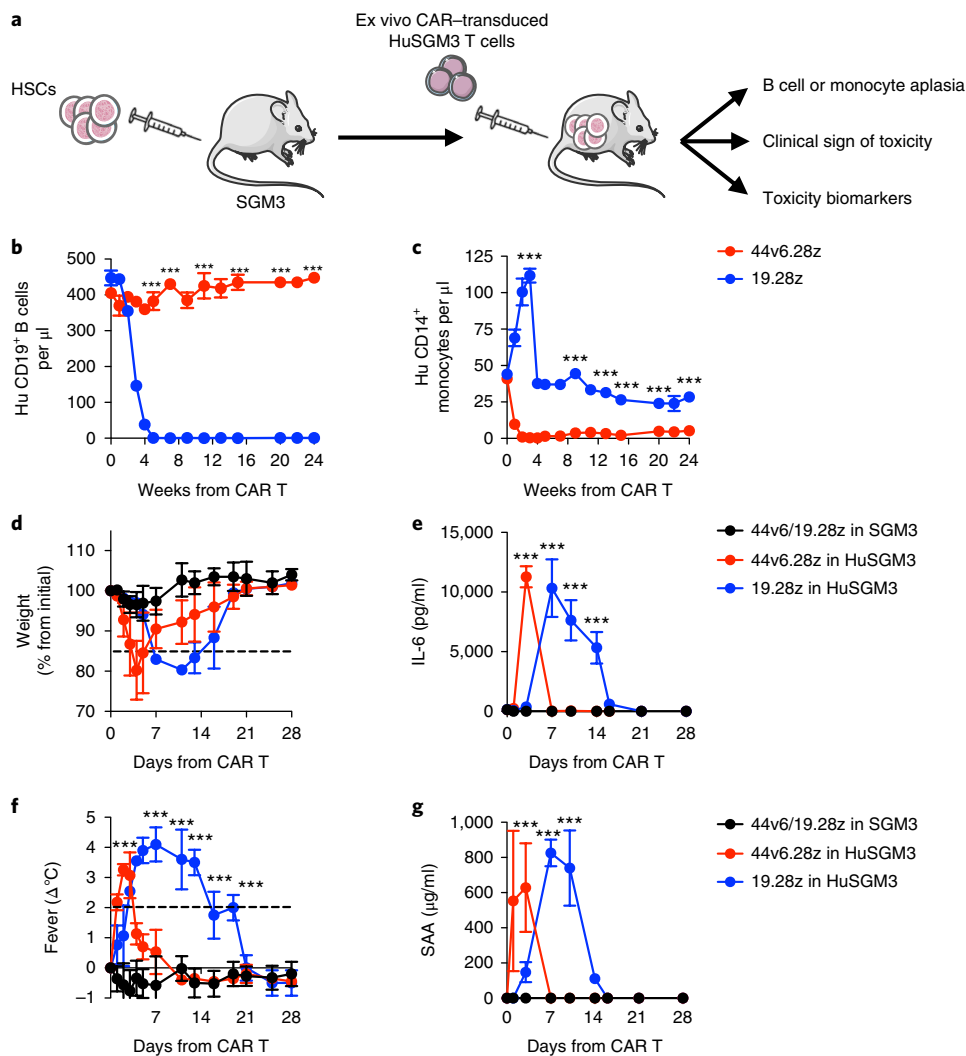 a
Ex vivo CAR–transduced
HuSGM3 T cells
HSCs
SGM3
B cell or monocyte aplasia
Clinical sign of toxicity
Toxicity biomarkers
b
Hu CD19+ B cells
per µl
500
400
300
200
100
0
*** *** *** *** *** ***
0 4 8 12 16 20 24
Weeks from CAR T
c
Hu CD14+
monocytes per µl
125
100
75
50
25
0
***
*** *** *** *** ***
0 4 8 12 16 20 24
Weeks from CAR T
44v6.28z
19.28z
d
Weight
(% from initial)
110
100
90
80
70
0 7 14 21 28
Days from CAR T
e
IL-6 (pg/ml)
15,000
10,000
5,000
0
*** *** *** ***
0 7 14 21 28
Days from CAR T
44v6/19.28z in SGM3
44v6.28z in HuSGM3
19.28z in HuSGM3
f
Fever (Δ°C)
5
4
3
2
1
0
–1
*** *** *** *** *** ***
7 14 21 28
Days from CAR T
g
SAA (µg/ml)
1,000
800
600
400
200
0
*** *** ***
0 7 14 21 28
Days from CAR T
44v6/19.28z in SGM3
44v6.28z in HuSGM3
19.28z in HuSGM3